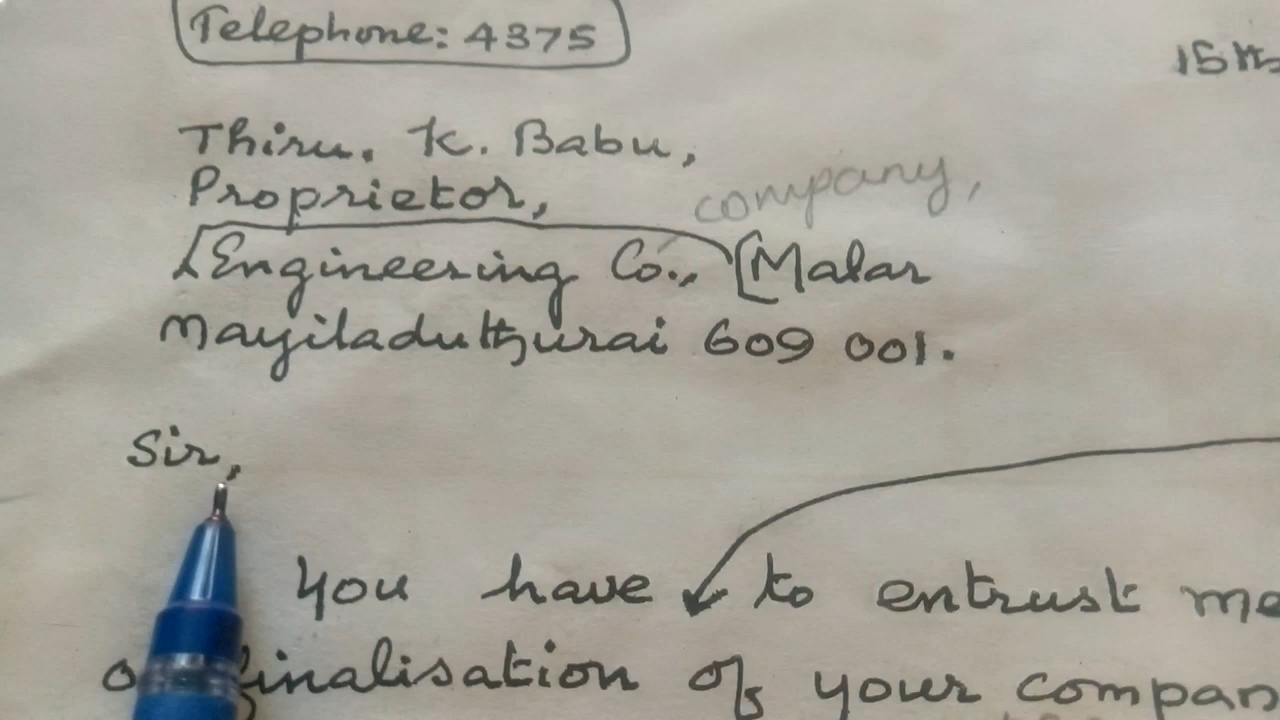 Telephone: 4375
15th
Thiru. K. Babu,
Proprietor,
company,
Engineering Co., [Malar
Mayiladuthurai 609 001.
Sir,
You have to entrust me
finalisation of your compan